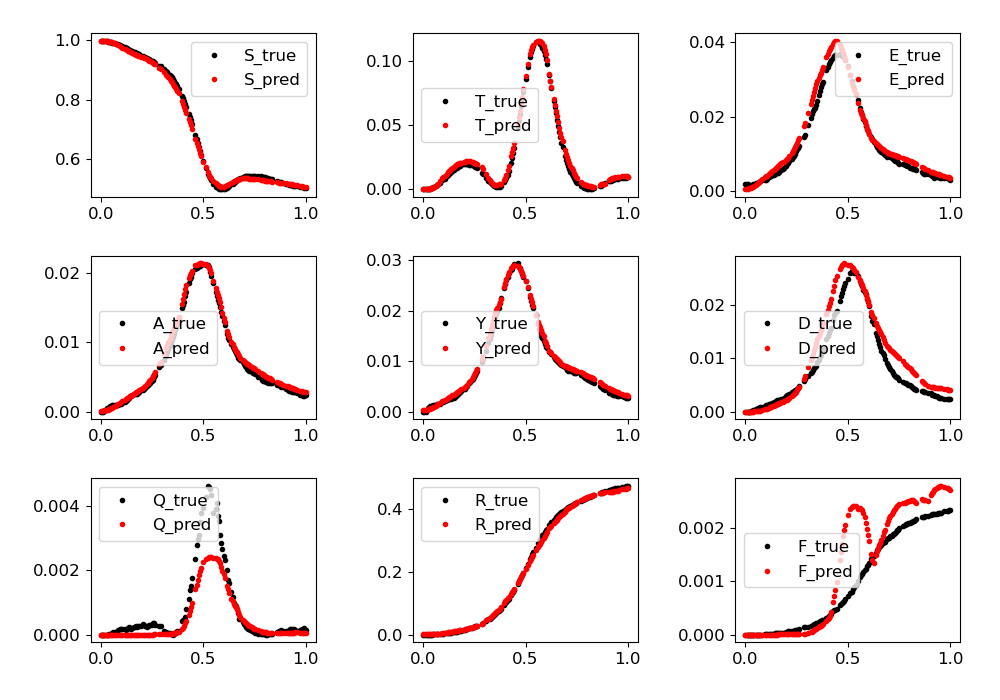 1.0
0.8
0.6
0.0 0.5 1.0
S_true
S_pred
0.10
0.05
0.00
0.0 0.5 1.0
T_true
T_pred
0.04
0.02
0.00
0.0 0.5 1.0
E_true
E_pred
0.02
0.01
0.00
0.0 0.5 1.0
A_true
A_pred
0.03
0.02
0.01
0.00
0.0 0.5 1.0
Y_true
Y_pred
0.02
0.01
0.00
0.0 0.5 1.0
D_true
D_pred
0.004
0.002
0.000
0.0 0.5 1.0
Q_true
Q_pred
0.4
0.2
0.0
0.0 0.5 1.0
R_true
R_pred
0.002
0.001
0.000
0.0 0.5 1.0
F_true
F_pred